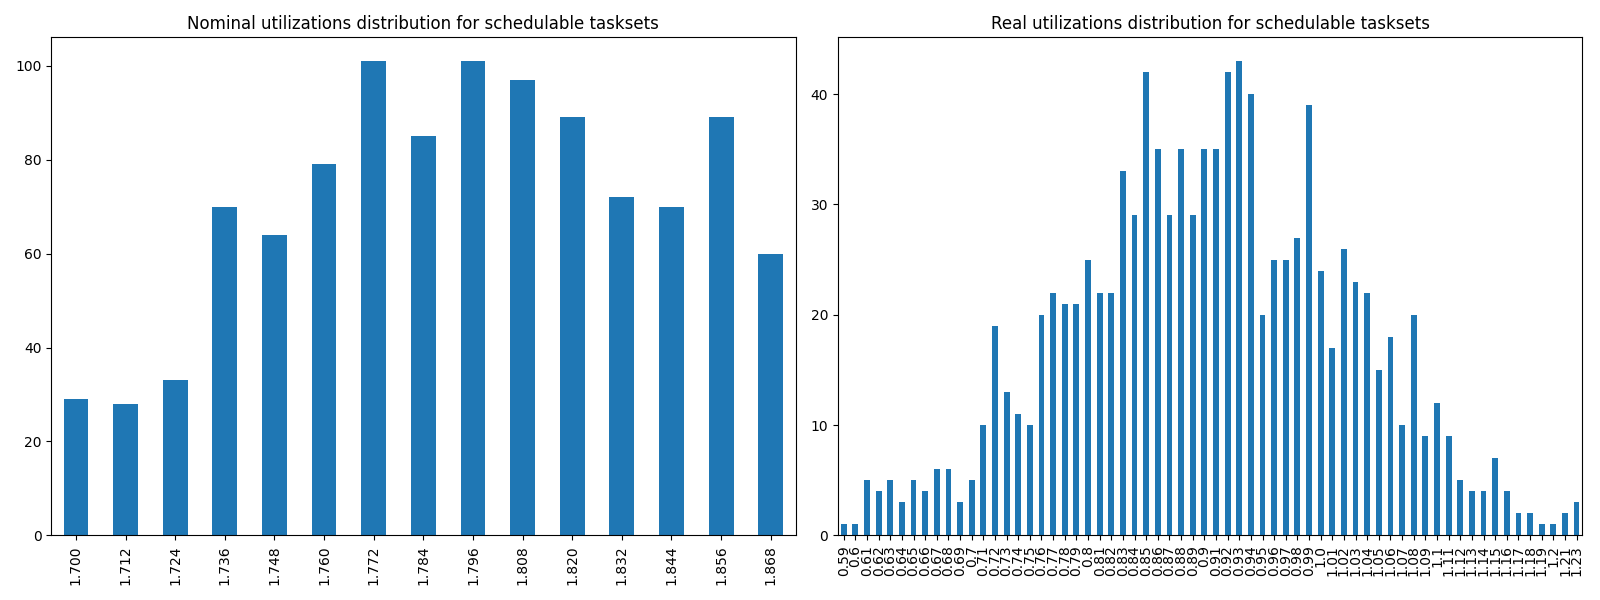 Nominal utilizations distribution for schedulable tasksets
100
80
60
40
20
0
1.700 1.712 1.724 1.736 1.748 1.760 1.772 1.784 1.796 1.808 1.820 1.832 1.844 1.856 1.868
Real utilizations distribution for schedulable tasksets
40
30
20
10
0
0.59 0.6 0.61 0.62 0.63 0.64 0.65 0.66 0.67 0.68 0.69 0.7 0.71 0.72 0.73 0.74 0.75 0.76 0.77 0.78 0.79 0.8 0.81 0.82 0.83 0.84 0.85 0.86 0.87 0.88 0.89 0.9 0.91 0.92 0.93 0.94 0.95 0.96 0.97 0.98 0.99 1.0 1.01 1.02 1.03 1.04 1.05 1.06 1.07 1.08 1.09 1.1 1.11 1.12 1.13 1.14 1.15 1.16 1.17 1.18 1.19 1.2 1.21 1.23